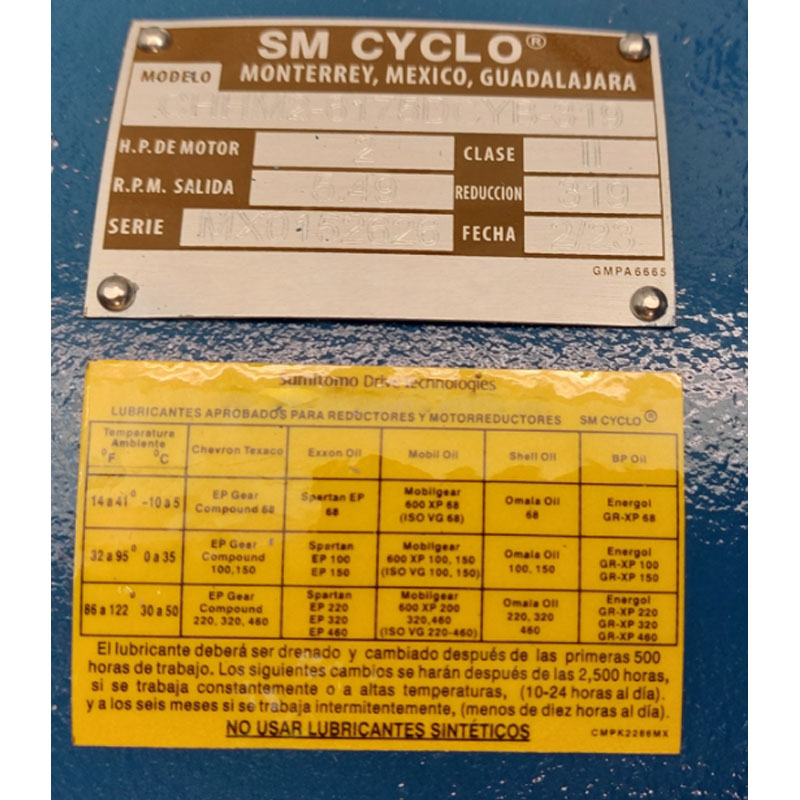 SM CYCLO®
MONTERREY, MEXICO, GUADALAJARA
MODELO
CHHM2-6175DCYB-319
H.P. DE MOTOR 2 CLASE II
R.P.M. SALIDA 5.49 REDUCCION 319
SERIE MX0152626 FECHA 2/23
GMPA6665
Sumitomo Drive Technologies
LUBRICANTES APROBADOS PARA REDUCTORES Y MOTORREDUCTORES SM CYCLO®
Temperatura
Ambiente
°F °C
Chevron Texaco
Exxon Oil
Mobil Oil
Shell Oil
BP Oil
14 a 41° -10 a 5
EP Gear
Compound 68
Spartan EP
68
Mobilgear
600 XP 68
(ISO VG 68)
Omala Oil
68
Energol
GR-XP 68
32 a 95° 0 a 35
EP Gear
Compound
100,150
Spartan
EP 100
EP 150
Mobilgear
600 XP 100, 150
(ISO VG 100, 150)
Omala Oil
100, 150
Energol
GR-XP 100
GR-XP 150
86 a 122 30 a 50
EP Gear
Compound
220, 320, 460
Spartan
EP 220
EP 320
EP 460
Mobilgear
600 XP 200
320,460
(ISO VG 220-460)
Omala Oil
220, 320
460
Energol
GR-XP 220
GR-XP 320
GR-XP 460
El lubricante deberá ser drenado y cambiado después de las primeras 500
horas de trabajo. Los siguientes cambios se harán después de las 2,500 horas,
si se trabaja constantemente o a altas temperaturas, (10-24 horas al día).
y a los seis meses si se trabaja intermitentemente, (menos de diez horas al día).
NO USAR LUBRICANTES SINTÉTICOS
CMPK2286MX